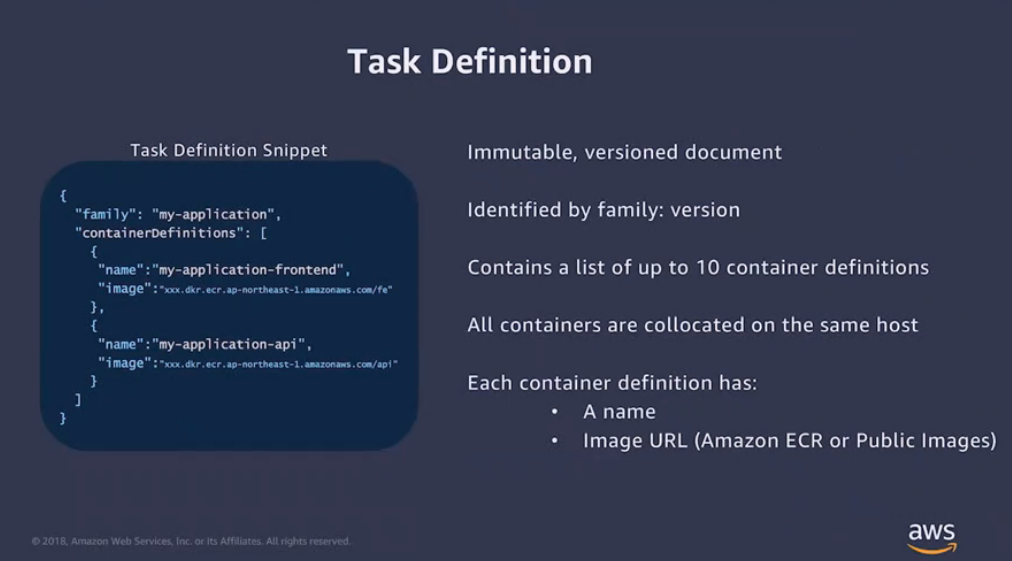 Task Definition
Task Definition Snippet
{
"family": "my-application",
"containerDefinitions": [
{
"name":"my-application-frontend",
"image":"xxx.dkr.ecr.ap-northeast-1.amazonaws.com/fe"
},
{
"name":"my-application-api",
"image":"xxx.dkr.ecr.ap-northeast-1.amazonaws.com/api"
}
]
}
Immutable, versioned document
Identified by family: version
Contains a list of up to 10 container definitions
All containers are collocated on the same host
Each container definition has:
• A name
• Image URL (Amazon ECR or Public Images)
© 2018, Amazon Web Services, Inc. or its Affiliates. All rights reserved.
aws